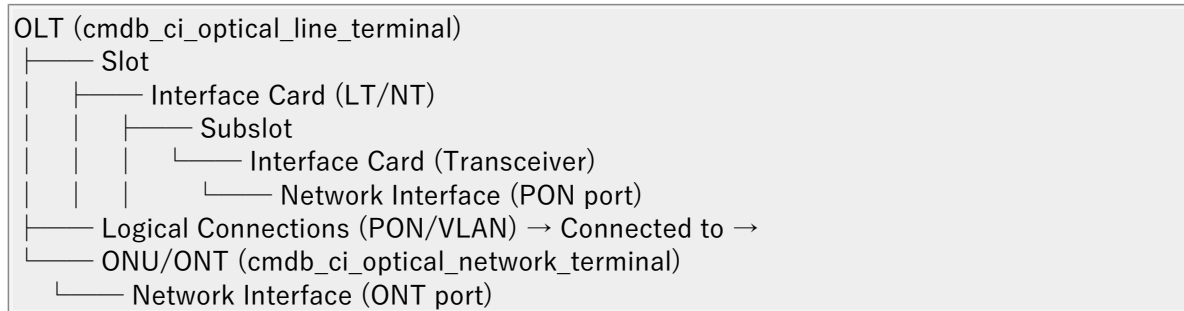 OLT (cmdb_ci_optical_line_terminal)
├── Slot
│ ├── Interface Card (LT/NT)
│ │ ├── Subslot
│ │ │ └── Interface Card (Transceiver)
│ │ │ └── Network Interface (PON port)
├── Logical Connections (PON/VLAN) → Connected to →
└── ONU/ONT (cmdb_ci_optical_network_terminal)
└── Network Interface (ONT port)